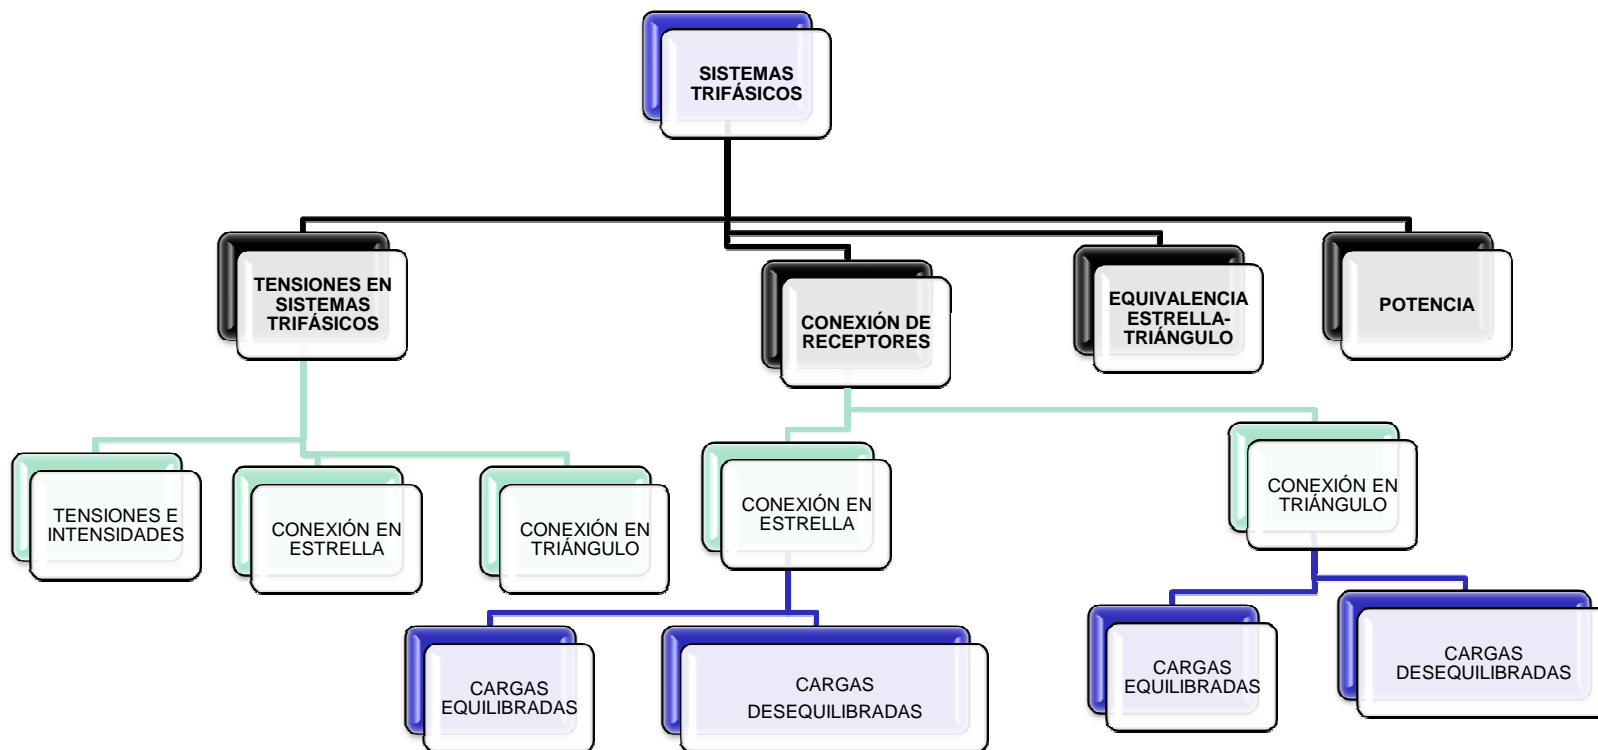 SISTEMAS
TRIFÁSICOS
TENSIONES EN
SISTEMAS
TRIFÁSICOS
CONEXIÓN DE
RECEPTORES
EQUIVALENCIA
ESTRELLA-
TRIÁNGULO
POTENCIA
TENSIONES E
INTENSIDADES
CONEXIÓN EN
ESTRELLA
CONEXIÓN EN
TRIÁNGULO
CONEXIÓN EN
ESTRELLA
CONEXIÓN EN
TRIÁNGULO
CARGAS
EQUILIBRADAS
CARGAS
DESEQUILIBRADAS
CARGAS
EQUILIBRADAS
CARGAS
DESEQUILIBRADAS